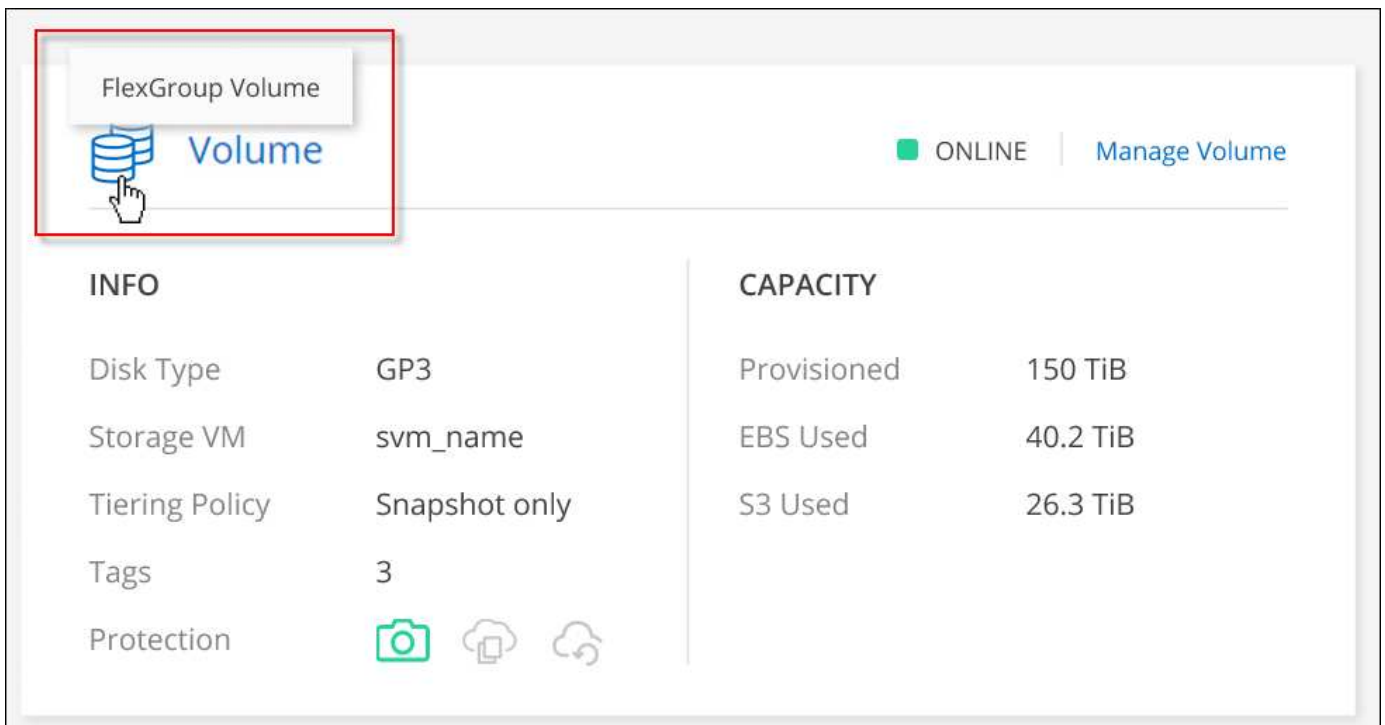 FlexGroup Volume
Volume
ONLINE
Manage Volume
INFO
Disk Type GP3
Storage VM svm_name
Tiering Policy Snapshot only
Tags 3
Protection
CAPACITY
Provisioned 150 TiB
EBS Used 40.2 TiB
S3 Used 26.3 TiB